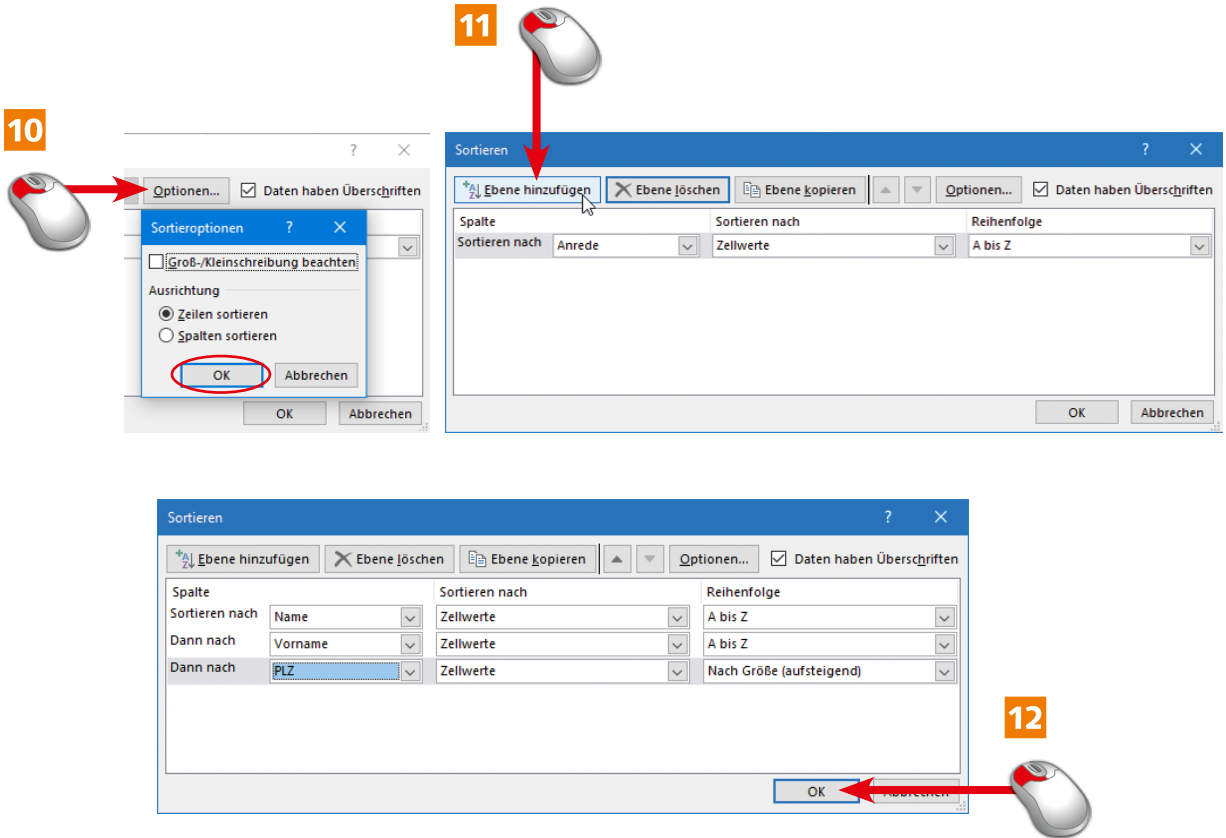 11
10
?
Optionen...
Daten haben Überschriften
Sortieroptionen ?
Groß-/Kleinschreibung beachten
Ausrichtung
Zeilen sortieren
Spalten sortieren
OK Abbrechen
OK Abbrechen
Sortieren ?
Ebene hinzufügen Ebene löschen Ebene kopieren Optionen... Daten haben Überschriften
Spalte Sortieren nach Reihenfolge
Sortieren nach Anrede Zellwerte A bis Z
OK Abbrechen
Sortieren ?
Ebene hinzufügen Ebene löschen Ebene kopieren Optionen... Daten haben Überschriften
Spalte Sortieren nach Reihenfolge
Sortieren nach Name Zellwerte A bis Z
Dann nach Vorname Zellwerte A bis Z
Dann nach PLZ Zellwerte Nach Größe (aufsteigend)
12
OK Abbrechen